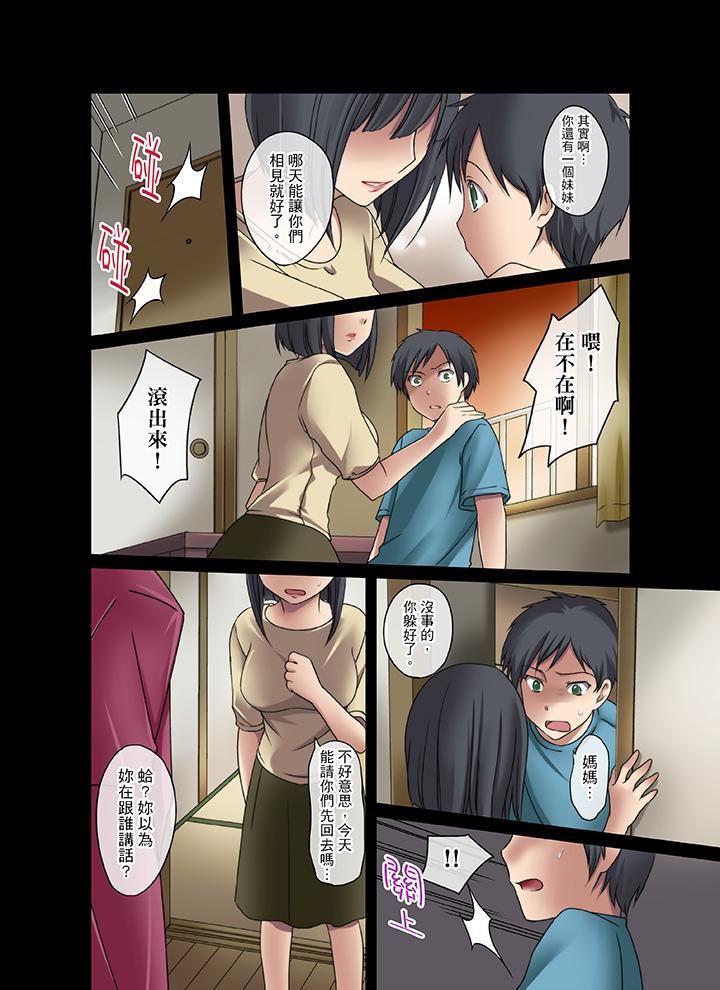 其實啊…
你還有一個妹妹。
哪天能讓你們
相見就好了。
碰
碰
喂！
在不在啊！
滾出來！
沒事的，
你躲好了。
媽媽…
!!
關上
不好意思，今天
能請你們先回去嗎…
蛤？妳以為
妳在跟誰講話？